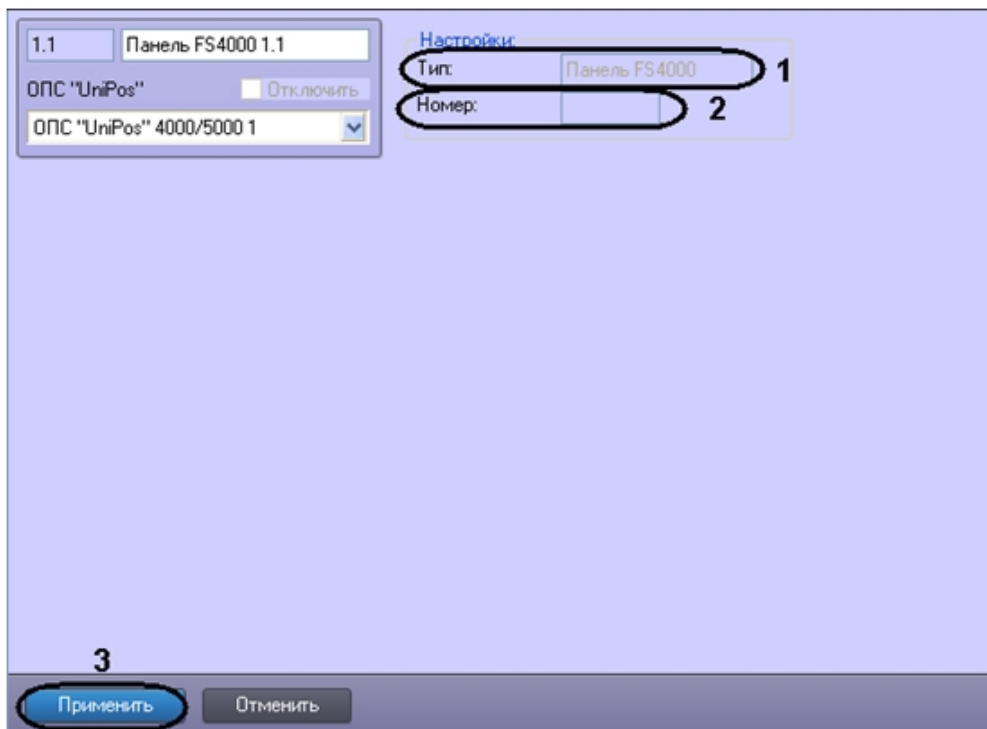 1.1
Панель FS4000 1.1
ОПС "UniPos"
Отключить
ОПС "UniPos" 4000/5000 1
Настройки:
Тип:
Панель FS4000
1
Номер:
2
3
Применить
Отменить